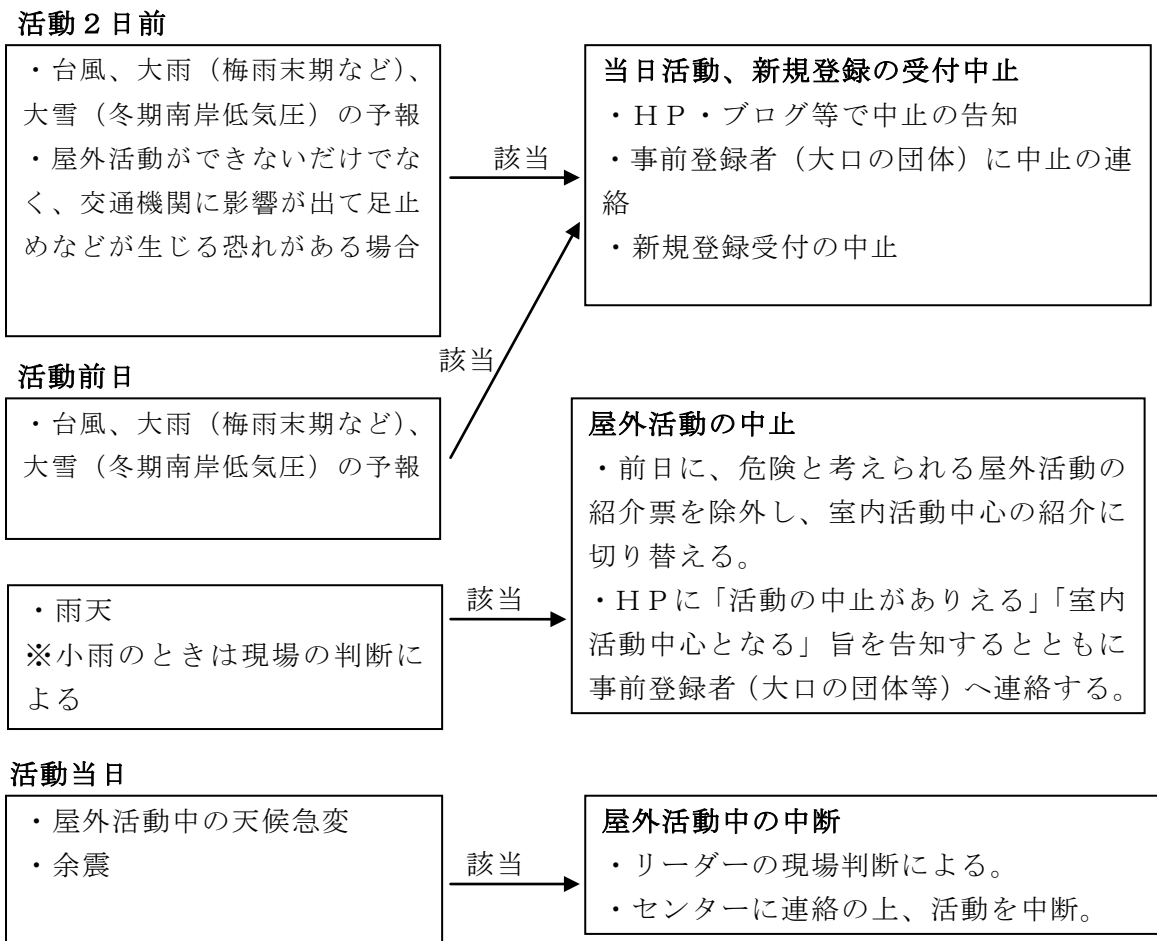 活動２日前
・台風、大雨（梅雨末期など）、
大雪（冬期南岸低気圧）の予報
・屋外活動ができないだけでな
く、交通機関に影響が出て足止
めなどが生じる恐れがある場合
該当
当日活動、新規登録の受付中止
・ＨＰ・ブログ等で中止の告知
・事前登録者（大口の団体）に中止の連
絡
・新規登録受付の中止
活動前日
・台風、大雨（梅雨末期など）、
大雪（冬期南岸低気圧）の予報
該当
・雨天
※小雨のときは現場の判断に
よる
該当
屋外活動の中止
・前日に、危険と考えられる屋外活動の
紹介票を除外し、室内活動中心の紹介に
切り替える。
・ＨＰに「活動の中止がありえる」「室内
活動中心となる」旨を告知するとともに
事前登録者（大口の団体等）へ連絡する。
活動当日
・屋外活動中の天候急変
・余震
該当
屋外活動中の中断
・リーダーの現場判断による。
・センターに連絡の上、活動を中断。